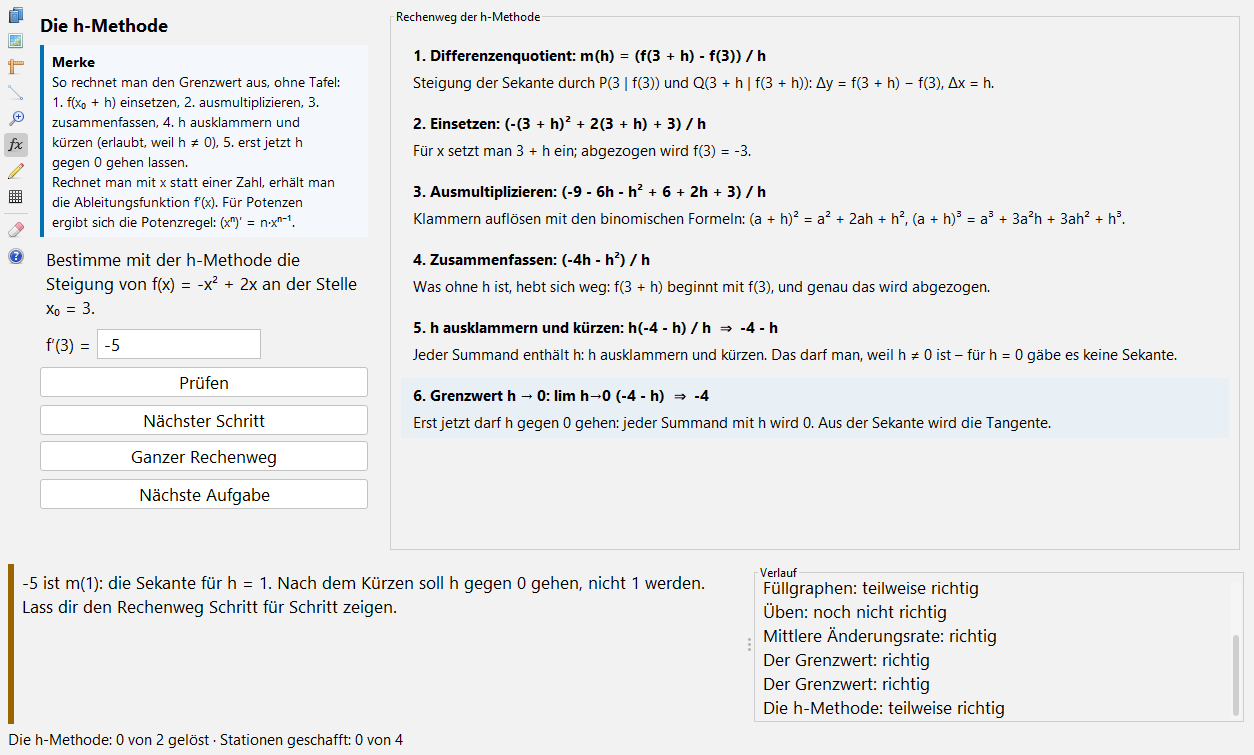 Die h-Methode
Merke
So rechnet man den Grenzwert aus, ohne Tafel:
1. f(x₀ + h) einsetzen, 2. ausmultiplizieren, 3.
zusammenfassen, 4. h ausklammern und
kürzen (erlaubt, weil h ≠ 0), 5. erst jetzt h
gegen 0 gehen lassen.
Rechnet man mit x statt einer Zahl, erhält man
die Ableitungsfunktion f′(x). Für Potenzen
ergibt sich die Potenzregel: (xⁿ)′ = n·xⁿ⁻¹.
Bestimme mit der h-Methode die
Steigung von f(x) = -x² + 2x an der Stelle
x₀ = 3.
f′(3) = -5
Prüfen
Nächster Schritt
Ganzer Rechenweg
Nächste Aufgabe
Rechenweg der h-Methode
1. Differenzenquotient: m(h) = (f(3 + h) - f(3)) / h
Steigung der Sekante durch P(3 | f(3)) und Q(3 + h | f(3 + h)): Δy = f(3 + h) − f(3), Δx = h.
2. Einsetzen: (-(3 + h)² + 2(3 + h) + 3) / h
Für x setzt man 3 + h ein; abgezogen wird f(3) = -3.
3. Ausmultiplizieren: (-9 - 6h - h² + 6 + 2h + 3) / h
Klammern auflösen mit den binomischen Formeln: (a + h)² = a² + 2ah + h², (a + h)³ = a³ + 3a²h + 3ah² + h³.
4. Zusammenfassen: (-4h - h²) / h
Was ohne h ist, hebt sich weg: f(3 + h) beginnt mit f(3), und genau das wird abgezogen.
5. h ausklammern und kürzen: h(-4 - h) / h ⇒ -4 - h
Jeder Summand enthält h: h ausklammern und kürzen. Das darf man, weil h ≠ 0 ist – für h = 0 gäbe es keine Sekante.
6. Grenzwert h → 0: lim h→0 (-4 - h) ⇒ -4
Erst jetzt darf h gegen 0 gehen: jeder Summand mit h wird 0. Aus der Sekante wird die Tangente.
-5 ist m(1): die Sekante für h = 1. Nach dem Kürzen soll h gegen 0 gehen, nicht 1 werden.
Lass dir den Rechenweg Schritt für Schritt zeigen.
Verlauf
Füllgraphen: teilweise richtig
Üben: noch nicht richtig
Mittlere Änderungsrate: richtig
Der Grenzwert: richtig
Der Grenzwert: richtig
Die h-Methode: teilweise richtig
Die h-Methode: 0 von 2 gelöst · Stationen geschafft: 0 von 4